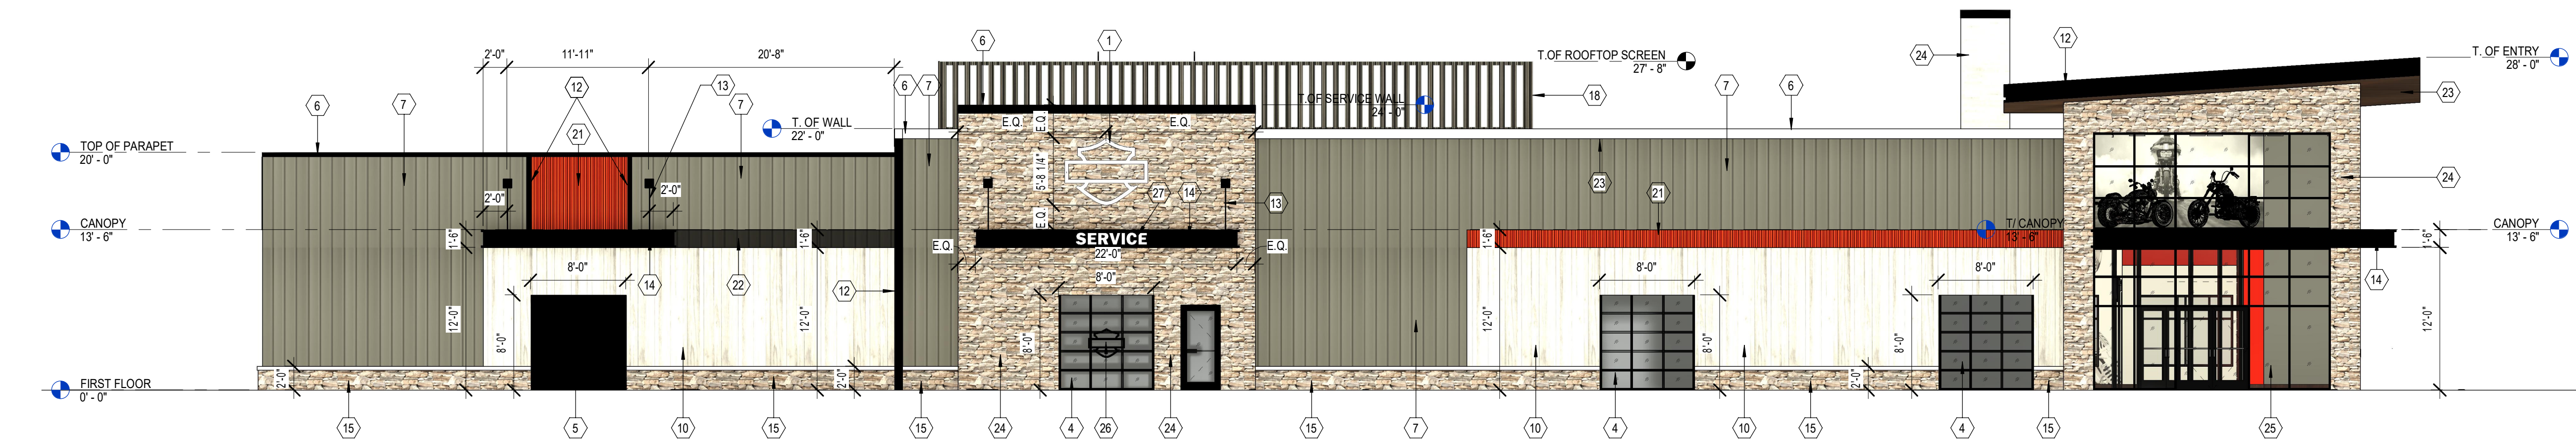 6
1
2'-0"
11'-11"
20'-8"
T.OF ROOFTOP SCREEN
27' - 8"
24
12
T. OF ENTRY
28' - 0"
6
7
12
21
13
7
6
7
T.OF SERVICE WALL
24' - 0"
18
7
6
23
T. OF WALL
22' - 0"
TOP OF PARAPET
20' - 0"
E.Q.
E.Q.
E.Q.
5'-8 1/4"
E.Q.
2'-0"
2'-0"
27
14
13
23
21
24
CANOPY
13' - 6"
1'-6"
1'-6"
E.Q.
SERVICE
22'-0"
E.Q.
1'-6"
T/ CANOPY
13' - 6"
CANOPY
13' - 6"
1'-6"
8'-0"
14
22
12
8'-0"
8'-0"
8'-0"
14
12'-0"
8'-0"
12'-0"
8'-0"
12'-0"
8'-0"
8'-0"
12'-0"
FIRST FLOOR
0' - 0"
2'-0"
2'-0"
2'-0"
15
5
10
15
15
24
4
26
24
15
7
10
4
10
15
4
15
25